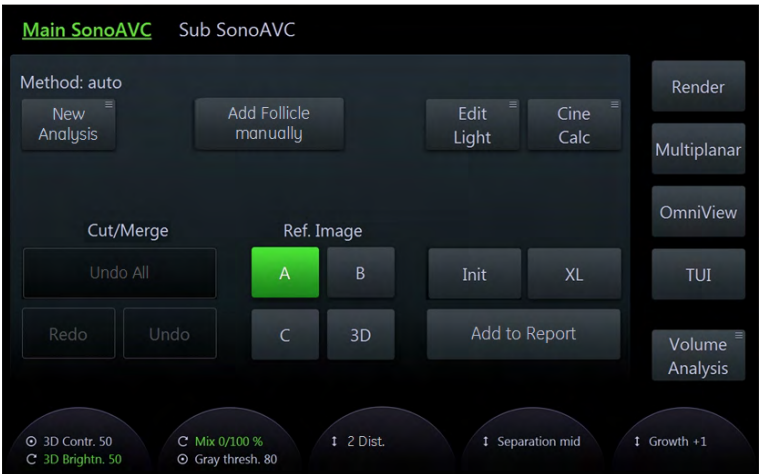 Main SonoAVC Sub SonoAVC
Method: auto
New Analysis
Add Follicle manually
Edit Light
Cine Calc
Render
Multiplanar
OmniView
Cut/Merge
Ref. Image
Undo All
A
B
Init
XL
TUI
Redo
Undo
C
3D
Add to Report
Volume Analysis
3D Contr. 50
3D Brightn. 50
Mix 0/100 %
Gray thresh. 80
2 Dist.
Separation mid
Growth +1